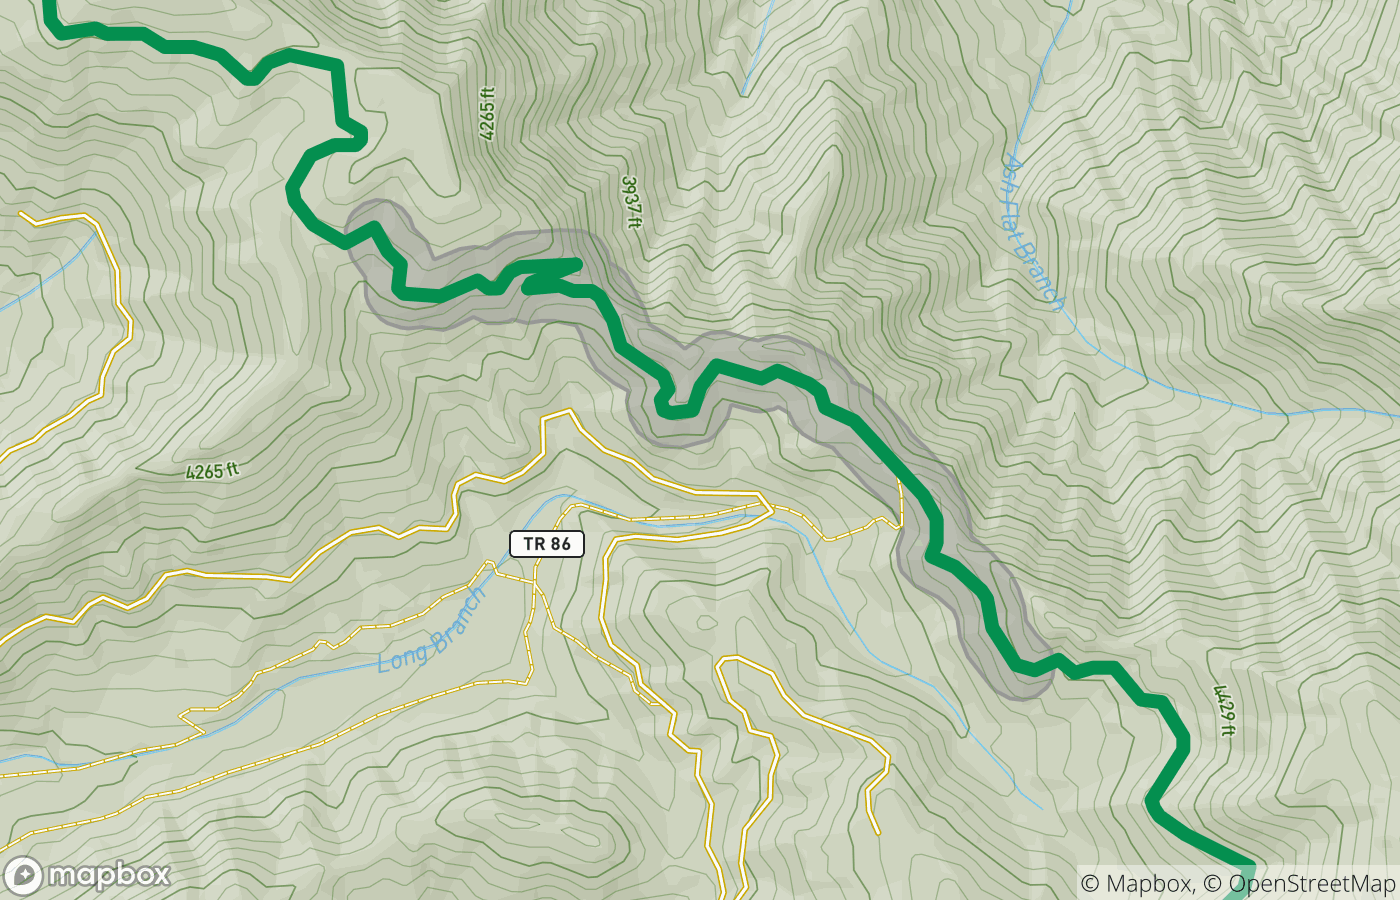 4265 ft
3937 ft
Ash Flat Branch
4265 ft
TR 86
Long Branch
4429 ft
mapbox
© Mapbox, © OpenStreetMap